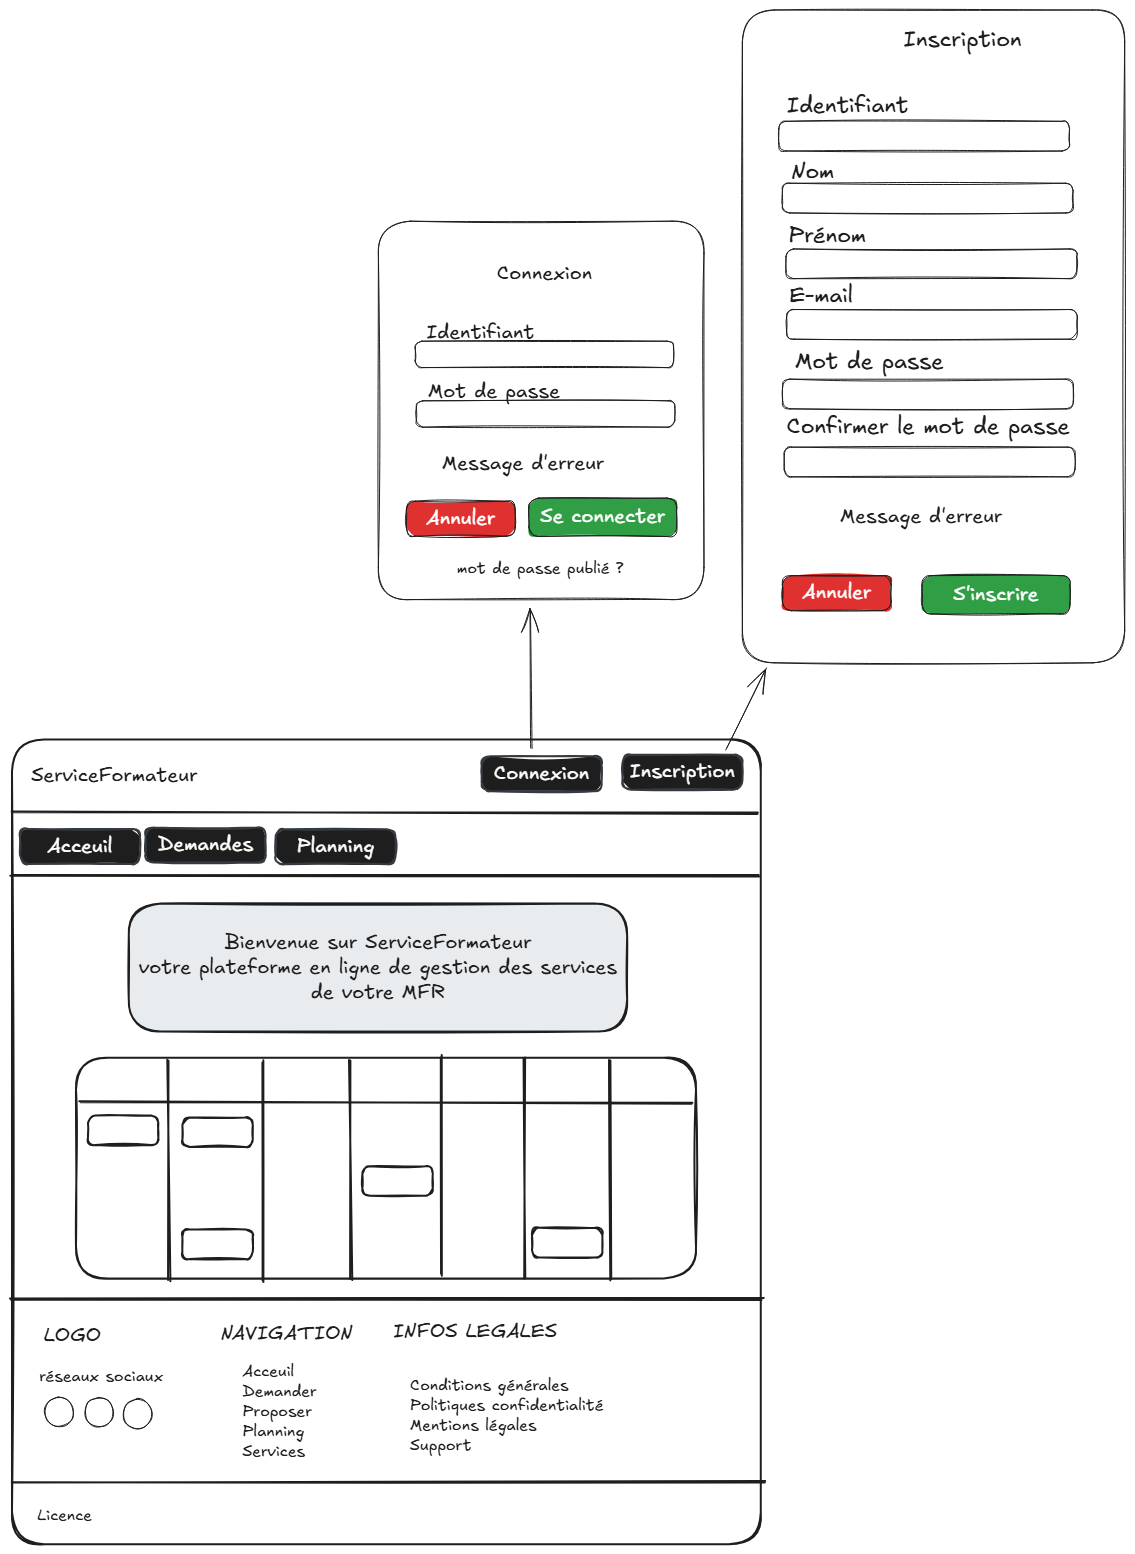 Inscription
Identifiant
Nom
Prénom
E-mail
Mot de passe
Confirmer le mot de passe
Message d'erreur
Annuler
S'inscrire
Connexion
Identifiant
Mot de passe
Message d'erreur
Annuler
Se connecter
mot de passe publié ?
ServiceFormateur
Connexion
Inscription
Acceuil
Demandes
Planning
Bienvenue sur ServiceFormateur
votre plateforme en ligne de gestion des services
de votre MFR
LOGO
réseaux sociaux
NAVIGATION
Acceuil
Demander
Proposer
Planning
Services
INFOS LEGALES
Conditions générales
Politiques confidentialité
Mentions légales
Support
Licence